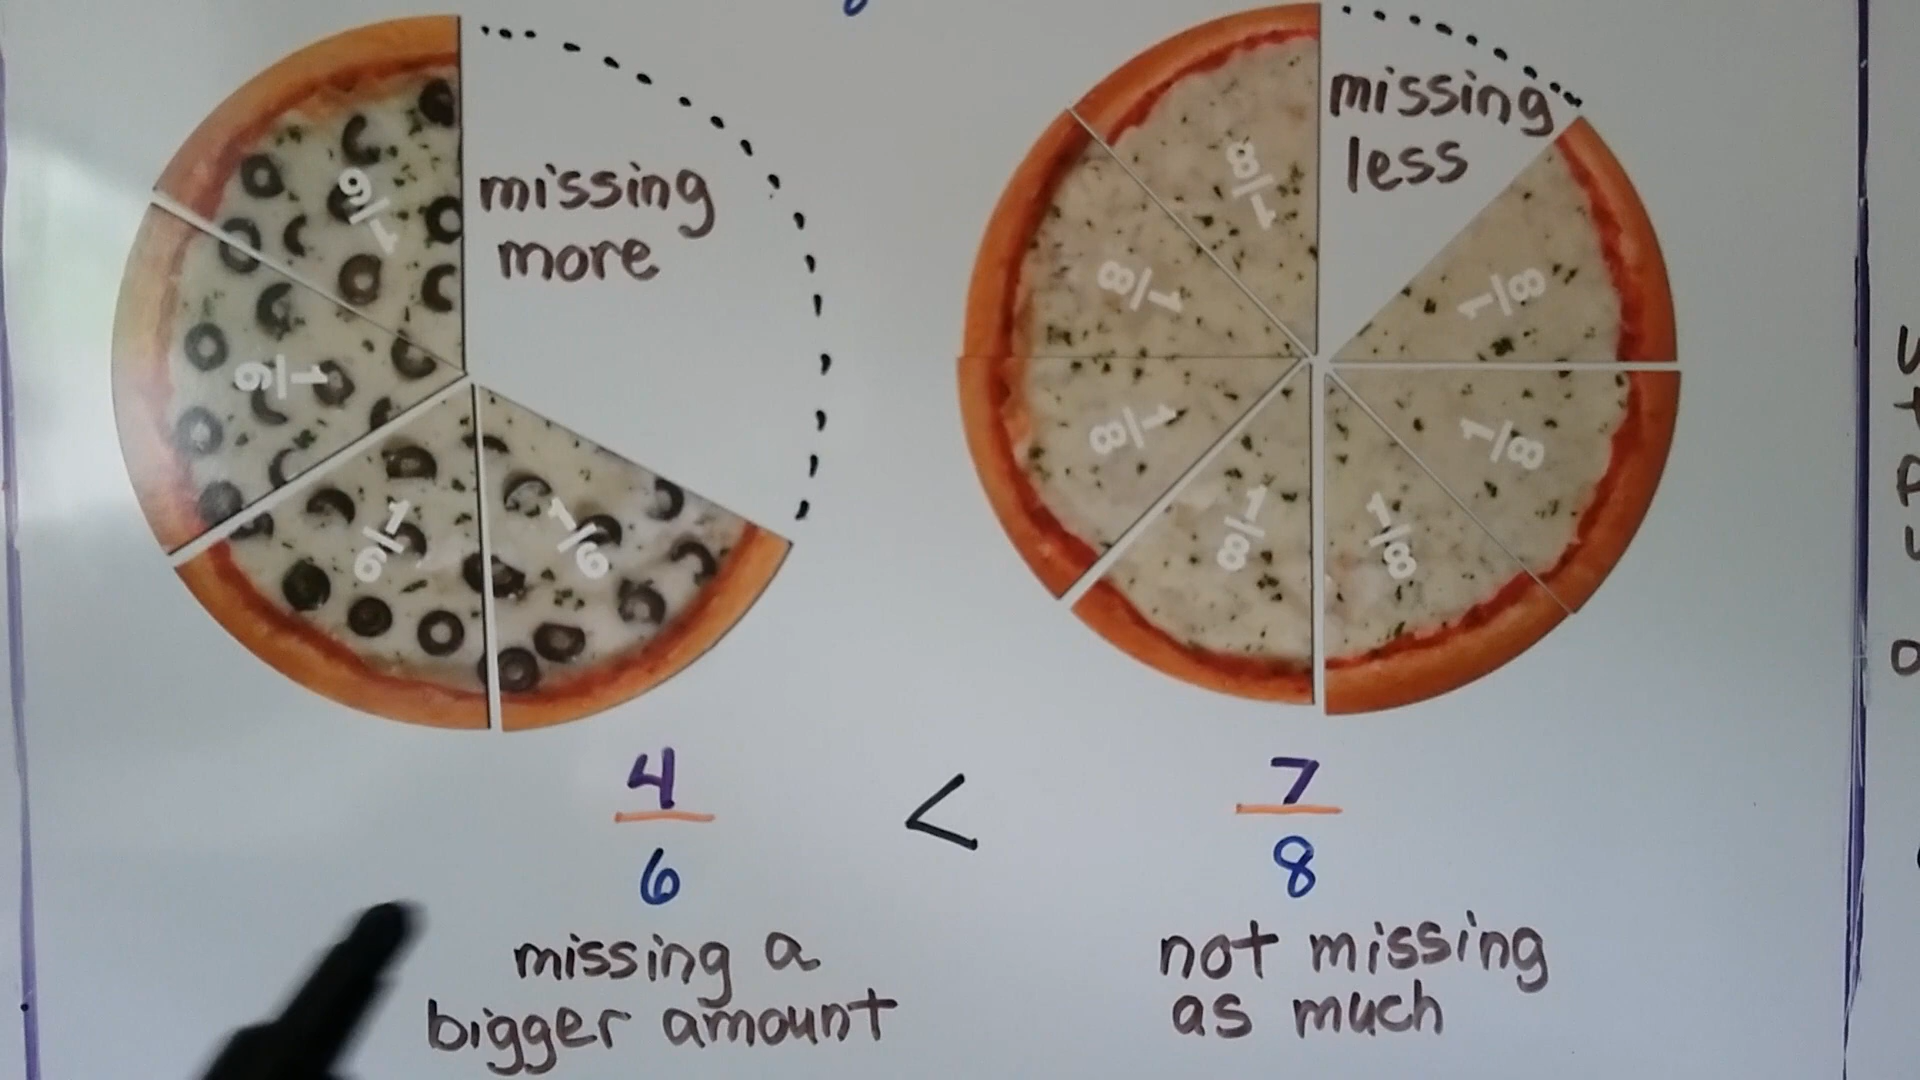 missing
more
missing
less
1/6
1/6
1/6
1/6
1/8
1/8
1/8
1/8
1/8
1/8
1/8
4/6 < 7/8
missing a
bigger amount
not missing
as much